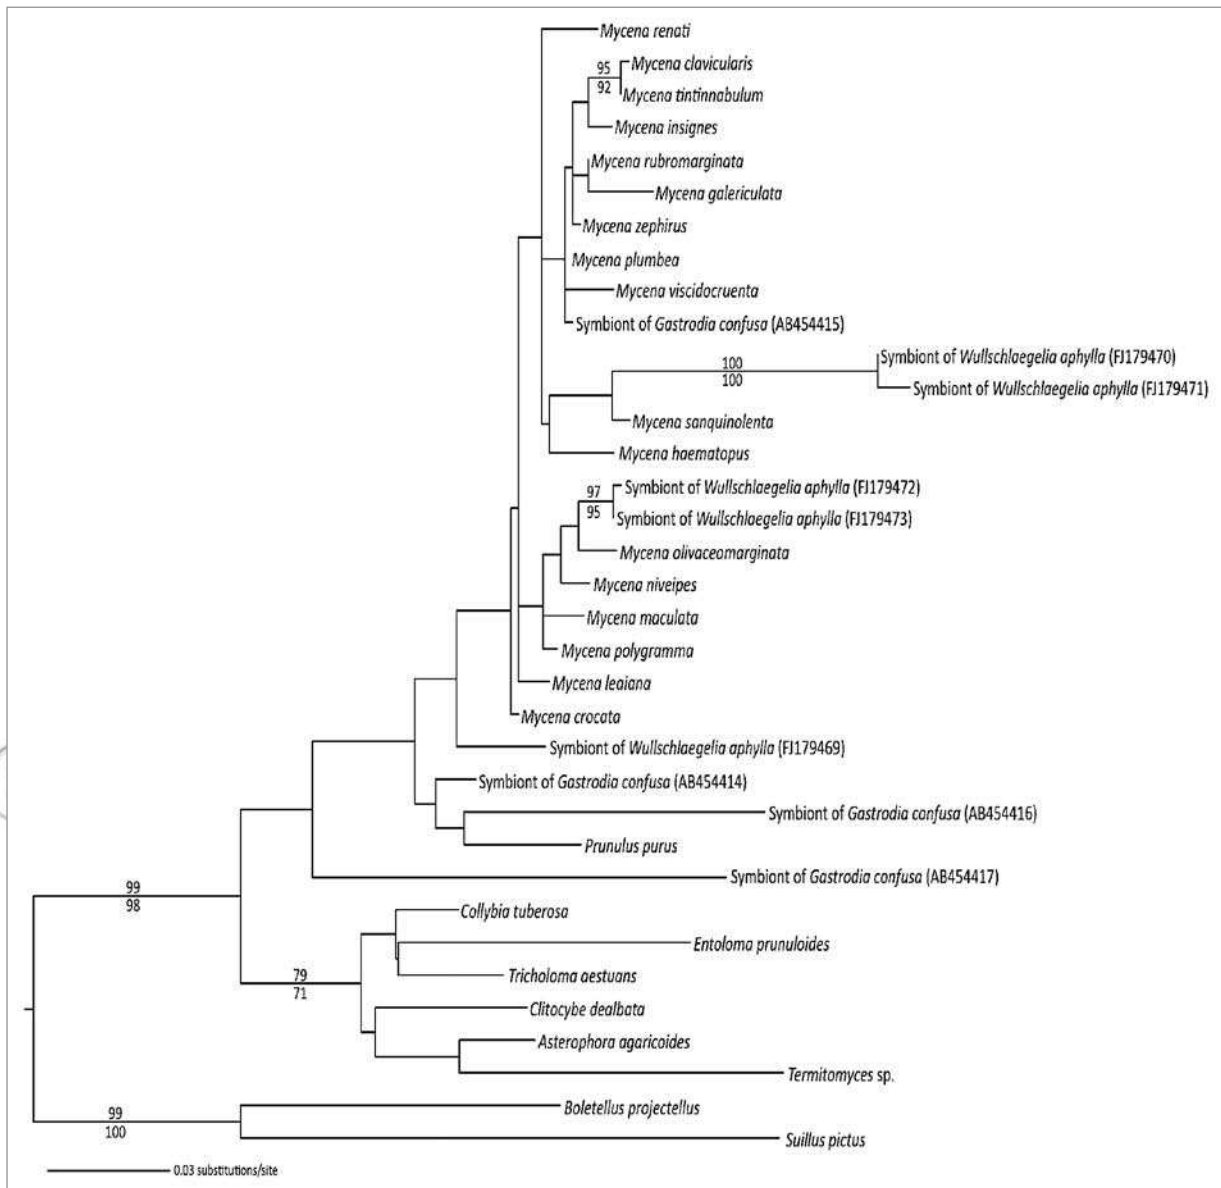 Mycena renati
95
Mycena clavicularis
92
Mycena tintinnabulum
Mycena insignes
Mycena rubromarginata
Mycena galericulata
Mycena zephirus
Mycena plumbea
Mycena viscidocruenta
Symbiont of Gastrodia confusa (AB454415)
Symbiont of Wullschlaegelia aphylla (FJ179470)
100
100
Symbiont of Wullschlaegelia aphylla (FJ179471)
Mycena sanquinolenta
Mycena haematopus
97
Symbiont of Wullschlaegelia aphylla (FJ179472)
95
Symbiont of Wullschlaegelia aphylla (FJ179473)
Mycena olivaceomarginata
Mycena niveipes
Mycena maculata
Mycena polygramma
Mycena leaiana
Mycena crocata
Symbiont of Wullschlaegelia aphylla (FJ179469)
Symbiont of Gastrodia confusa (AB454414)
Symbiont of Gastrodia confusa (AB454416)
Prunulus purus
Symbiont of Gastrodia confusa (AB454417)
99
98
Collybia tuberosa
Entoloma prunuloides
79
71
Tricholoma aestuans
Clitocybe dealbata
Asterophora agaricoides
Termitomyces sp.
99
100
Boletellus projectellus
Suillus pictus
0.03 substitutions/site